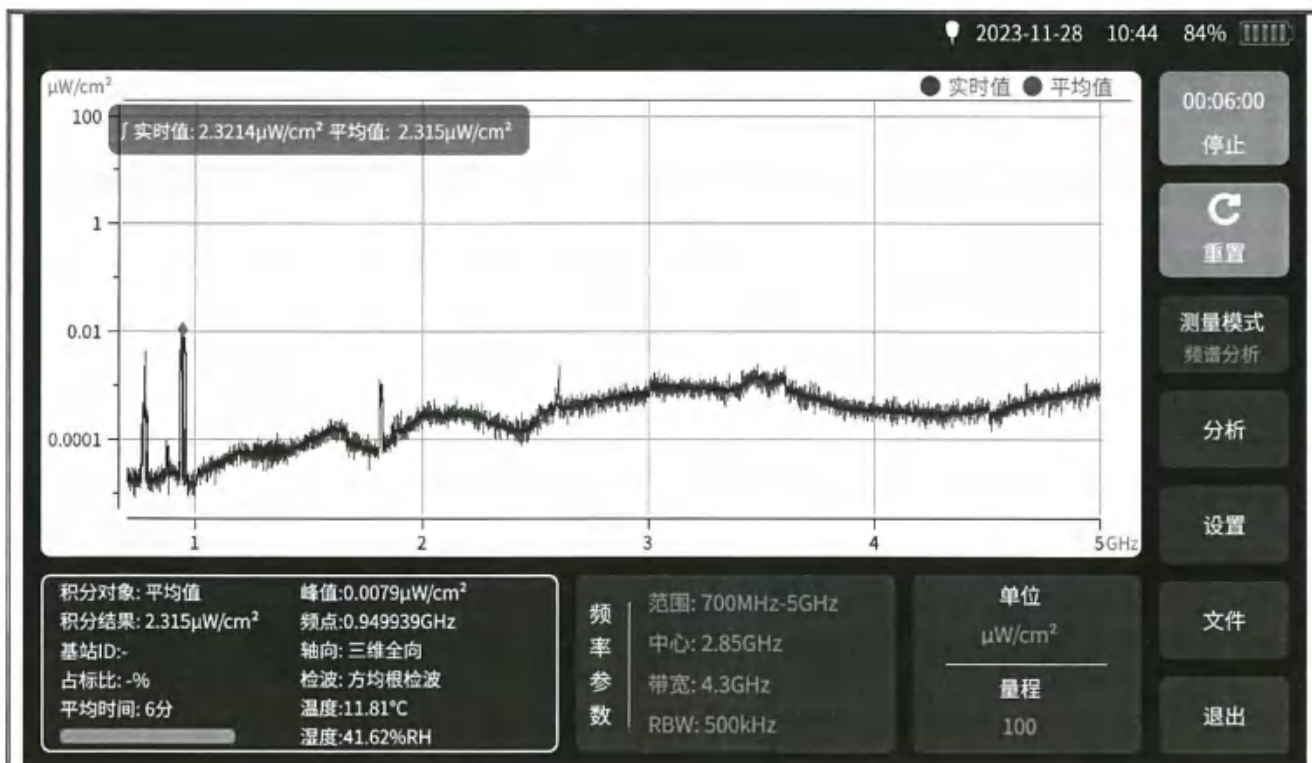 2023-11-28 10:44 84%
μW/cm²
实时值 平均值
∫ 实时值: 2.3214μW/cm² 平均值: 2.315μW/cm²
100
1
0.01
0.0001
1 2 3 4 5 GHz
00:06:00
停止
重置
测量模式
频谱分析
分析
设置
文件
退出
积分对象: 平均值
积分结果: 2.315μW/cm²
基站ID:-
占标比: -%
平均时间: 6分
峰值:0.0079μW/cm²
频点:0.949939GHz
轴向: 三维全向
检波: 方均根检波
温度:11.81°C
湿度:41.62%RH
频率参数
范围: 700MHz-5GHz
中心: 2.85GHz
带宽: 4.3GHz
RBW: 500kHz
单位
μW/cm²
量程
100